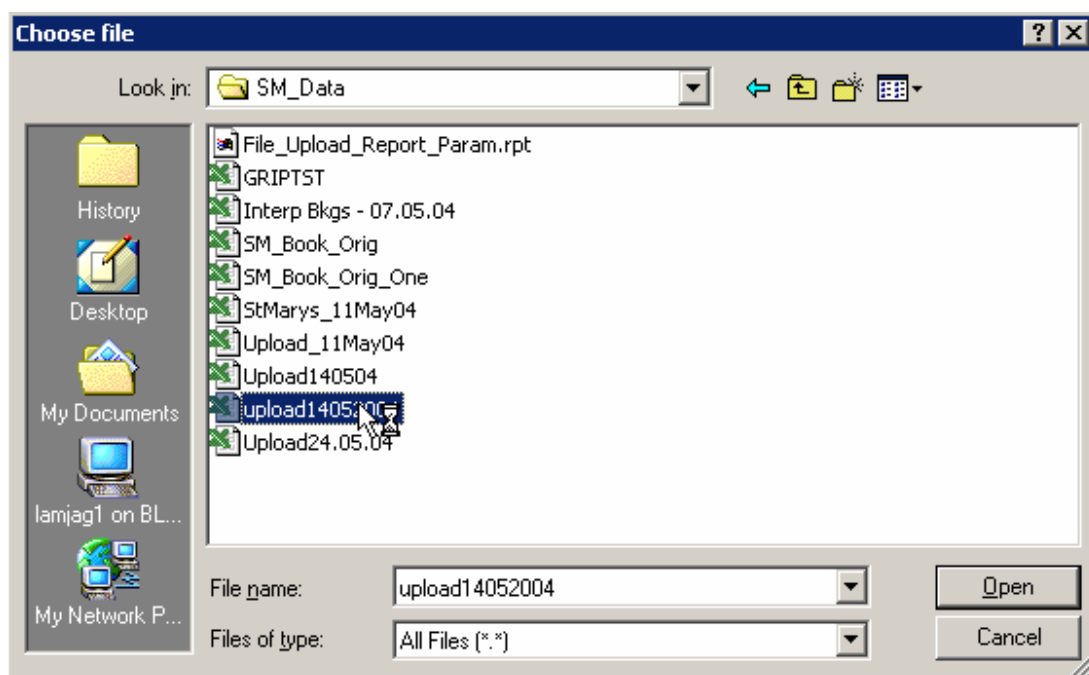 Choose file
Look in:
SM_Data
History
Desktop
My Documents
lamjag1 on BL...
My Network P...
File_Upload_Report_Param.rpt
GRIPTST
Interp Bkgs - 07.05.04
SM_Book_Orig
SM_Book_Orig_One
StMarys_11May04
Upload_11May04
Upload140504
upload14052004
Upload24.05.04
File name:
upload14052004
Open
Files of type:
All Files (*.*)
Cancel